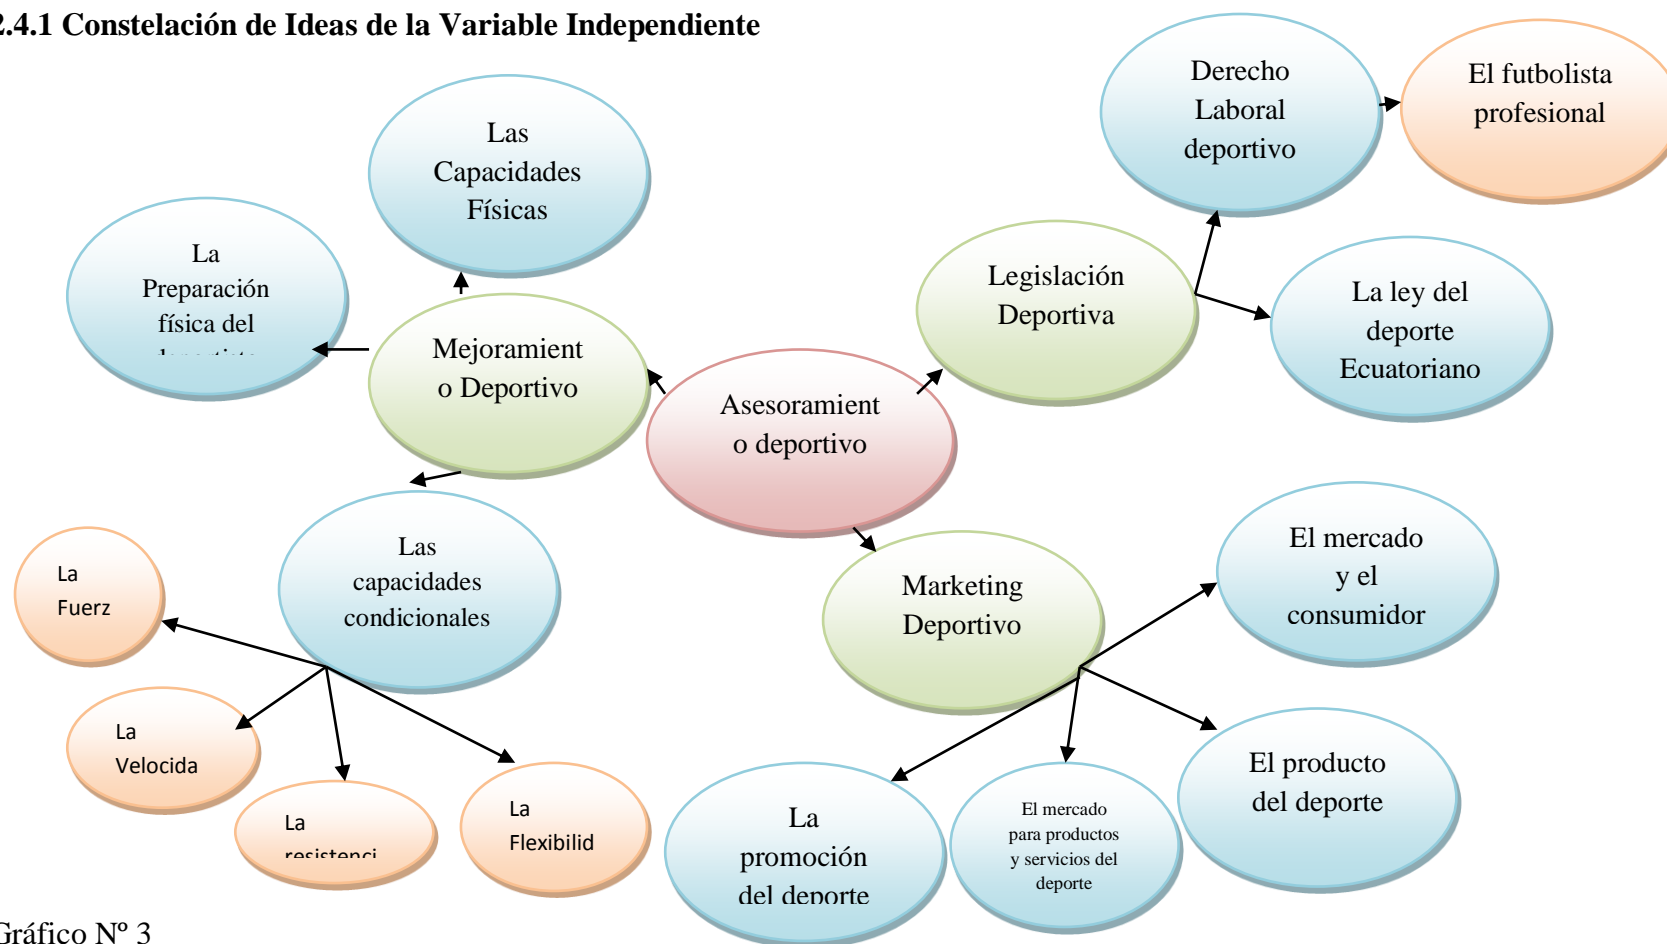 2.4.1 Constelación de Ideas de la Variable Independiente
Las
Capacidades
Físicas
Derecho
Laboral
deportivo
El futbolista
profesional
La
Preparación
física del
Legislación
Deportiva
La ley del
deporte
Ecuatoriano
Mejoramient
o Deportivo
Asesoramient
o deportivo
Las
capacidades
condicionales
La
Fuerz
Marketing
Deportivo
El mercado
y el
consumidor
La
Velocida
La
resistenci
La
Flexibilid
La
promoción
del deporte
El mercado
para productos
y servicios del
deporte
El producto
del deporte
Gráfico Nº 3